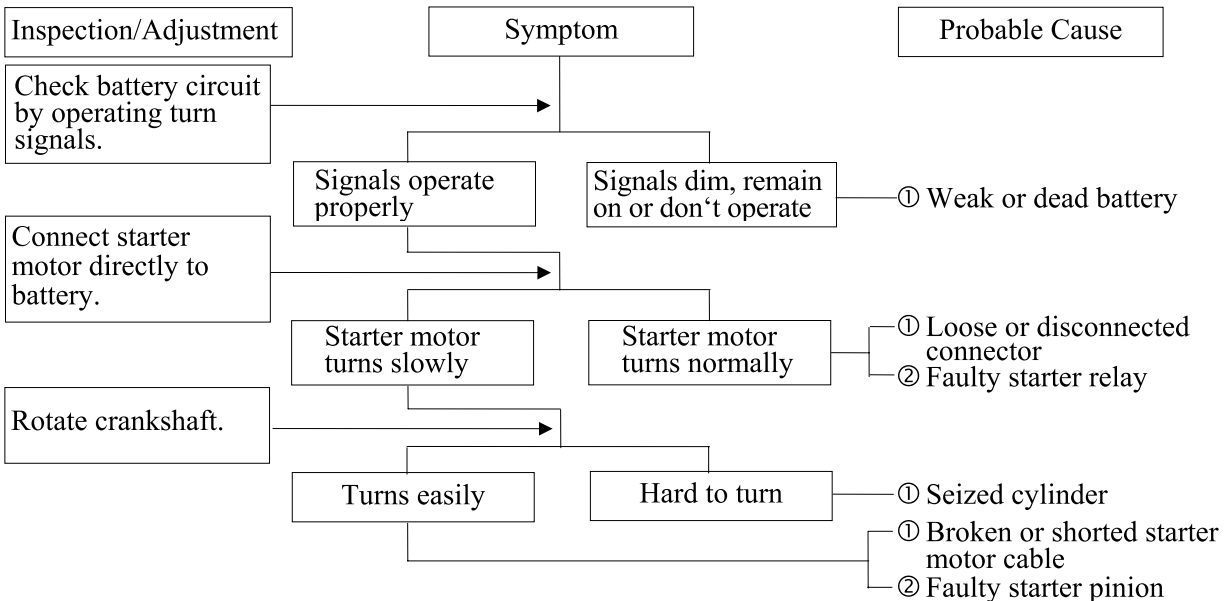 Inspection/Adjustment
Symptom
Probable Cause
Check battery circuit
by operating turn
signals.
Signals operate
properly
Signals dim, remain
on or don‘t operate
① Weak or dead battery
Connect starter
motor directly to
battery.
Starter motor
turns slowly
Starter motor
turns normally
① Loose or disconnected
connector
② Faulty starter relay
Rotate crankshaft.
Turns easily
Hard to turn
① Seized cylinder
① Broken or shorted starter
motor cable
② Faulty starter pinion